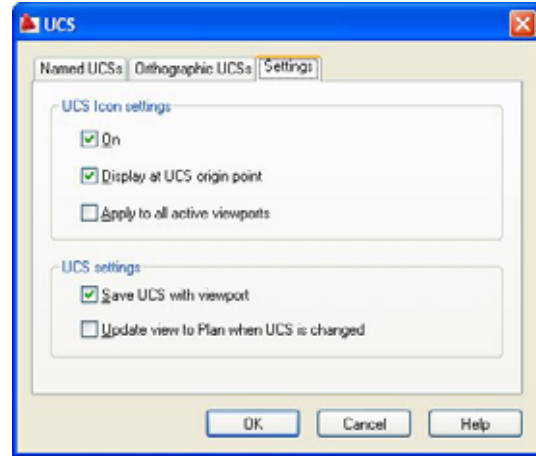 UCS
Named UCSs Orthographic UCSs Settings
UCS Icon settings
On
Display at UCS origin point
Apply to all active viewports
UCS settings
Save UCS with viewport
Update view to Plan when UCS is changed
OK Cancel Help